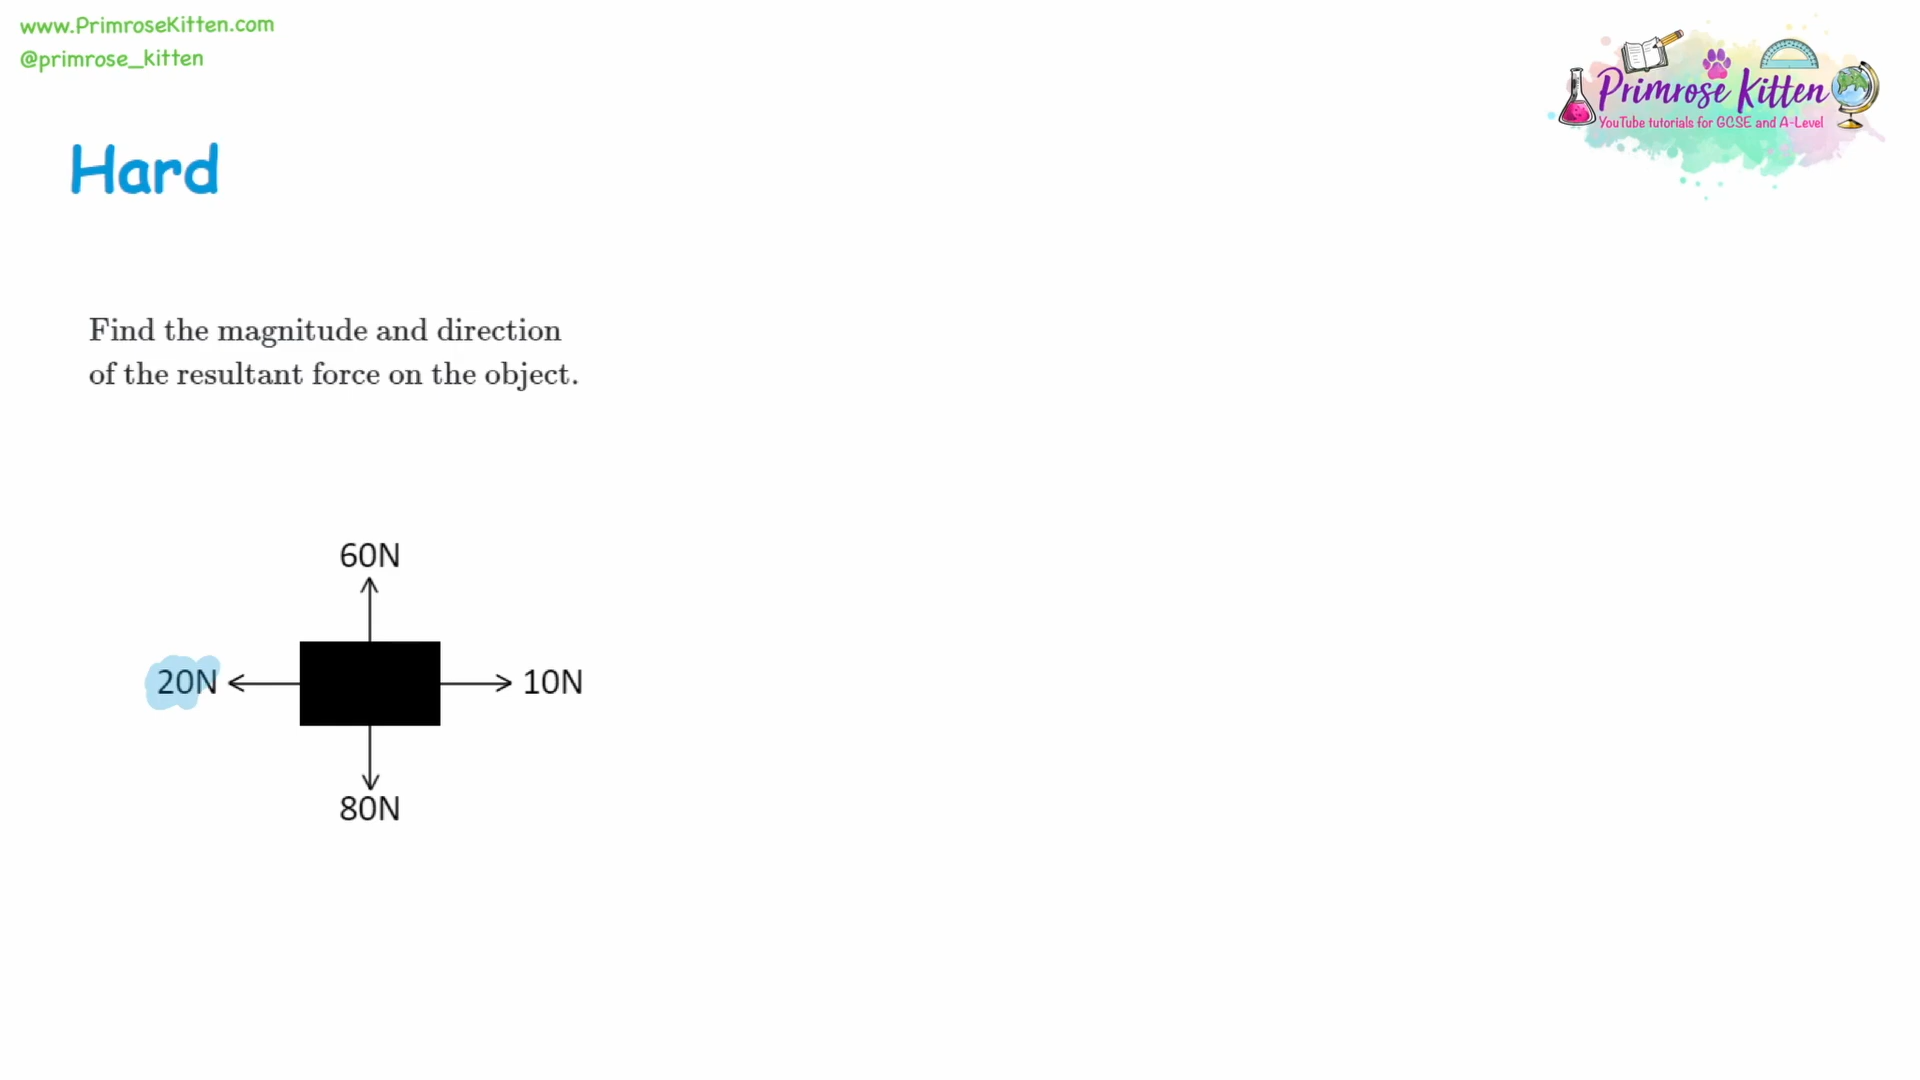 www.PrimroseKitten.com
@primrose_kitten
Primrose Kitten
YouTube tutorials for GCSE and A-Level
Hard
Find the magnitude and direction
of the resultant force on the object.
60N
20N
10N
80N